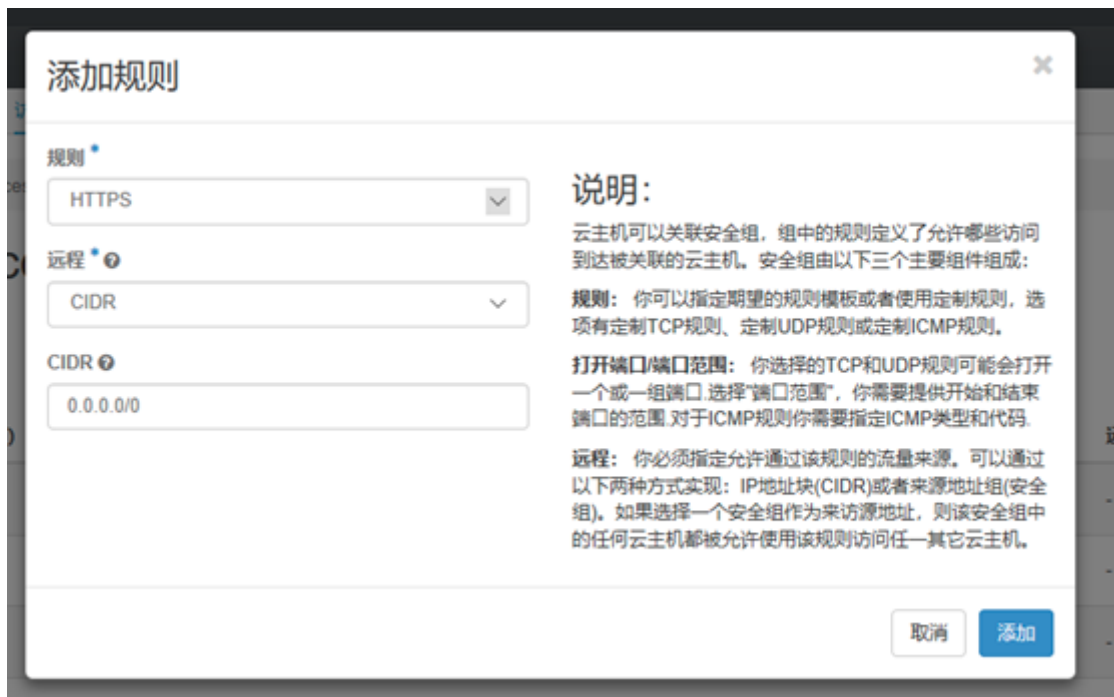 添加规则
×
规则 *
HTTPS
远程 *
CIDR
CIDR
0.0.0.0/0
说明：
云主机可以关联安全组，组中的规则定义了允许哪些访问
到达被关联的云主机。安全组由以下三个主要组件组成：
规则： 你可以指定期望的规则模板或者使用定制规则，选
项有定制TCP规则、定制UDP规则或定制ICMP规则。
打开端口/端口范围： 你选择的TCP和UDP规则可能会打开
一个或一组端口.选择"端口范围"，你需要提供开始和结束
端口的范围.对于ICMP规则你需要指定ICMP类型和代码.
远程： 你必须指定允许通过该规则的流量来源。可以通过
以下两种方式实现：IP地址块(CIDR)或者来源地址组(安全
组)。如果选择一个安全组作为来访源地址，则该安全组中
的任何云主机都被允许使用该规则访问任一其它云主机。
取消
添加